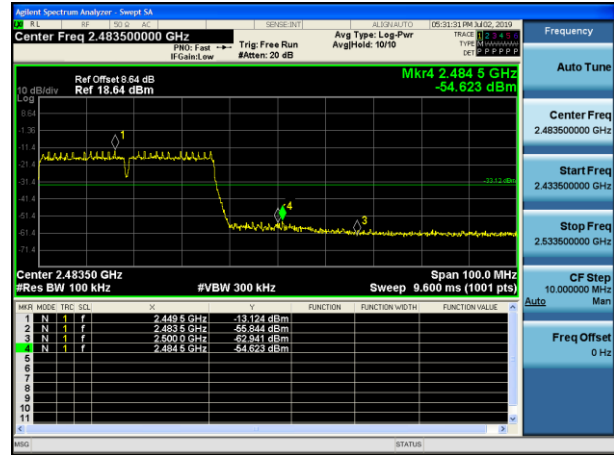 Agilent Spectrum Analyzer - Swept SA
RL RF 50 Ω AC SENSE:INT ALIGNAUTO 05:31:31 PM Jul 02, 2019
Center Freq 2.483500000 GHz
PNO: Fast
IFGain:Low
Trig: Free Run
#Atten: 20 dB
Avg Type: Log-Pwr
Avg|Hold: 10/10
TRACE 1 2 3 4 5 6
TYPE M
DET P P P P P P
Frequency
Ref Offset 8.64 dB
10 dB/div Ref 18.64 dBm
Log
Mkr4 2.484 5 GHz
-54.623 dBm
8.64
-1.36
-11.4
-21.4
-31.4
-41.4
-51.4
-61.4
-71.4
1
4
3
-33.12 dBm
Center 2.48350 GHz Span 100.0 MHz
#Res BW 100 kHz #VBW 300 kHz Sweep 9.600 ms (1001 pts)
MKR MODE TRC SCL X Y FUNCTION FUNCTION WIDTH FUNCTION VALUE
1 N 1 f 2.449 5 GHz -13.124 dBm
2 N 1 f 2.483 5 GHz -55.844 dBm
3 N 1 f 2.500 0 GHz -62.941 dBm
4 N 1 f 2.484 5 GHz -54.623 dBm
5
6
7
8
9
10
11
MSG STATUS
Auto Tune
Center Freq
2.483500000 GHz
Start Freq
2.433500000 GHz
Stop Freq
2.533500000 GHz
CF Step
10.000000 MHz
Auto Man
Freq Offset
0 Hz